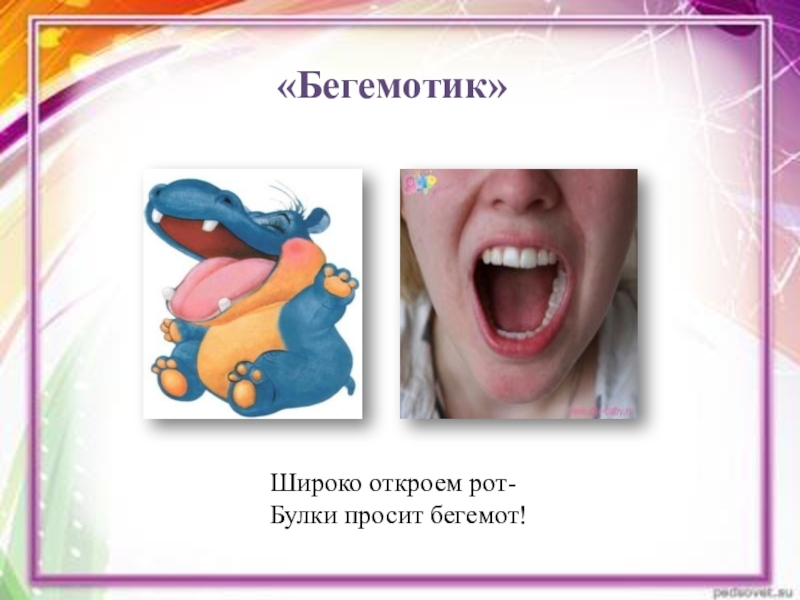 «Бегемотик»
Широко откроем рот-
Булки просит бегемот!
pedsovet.su